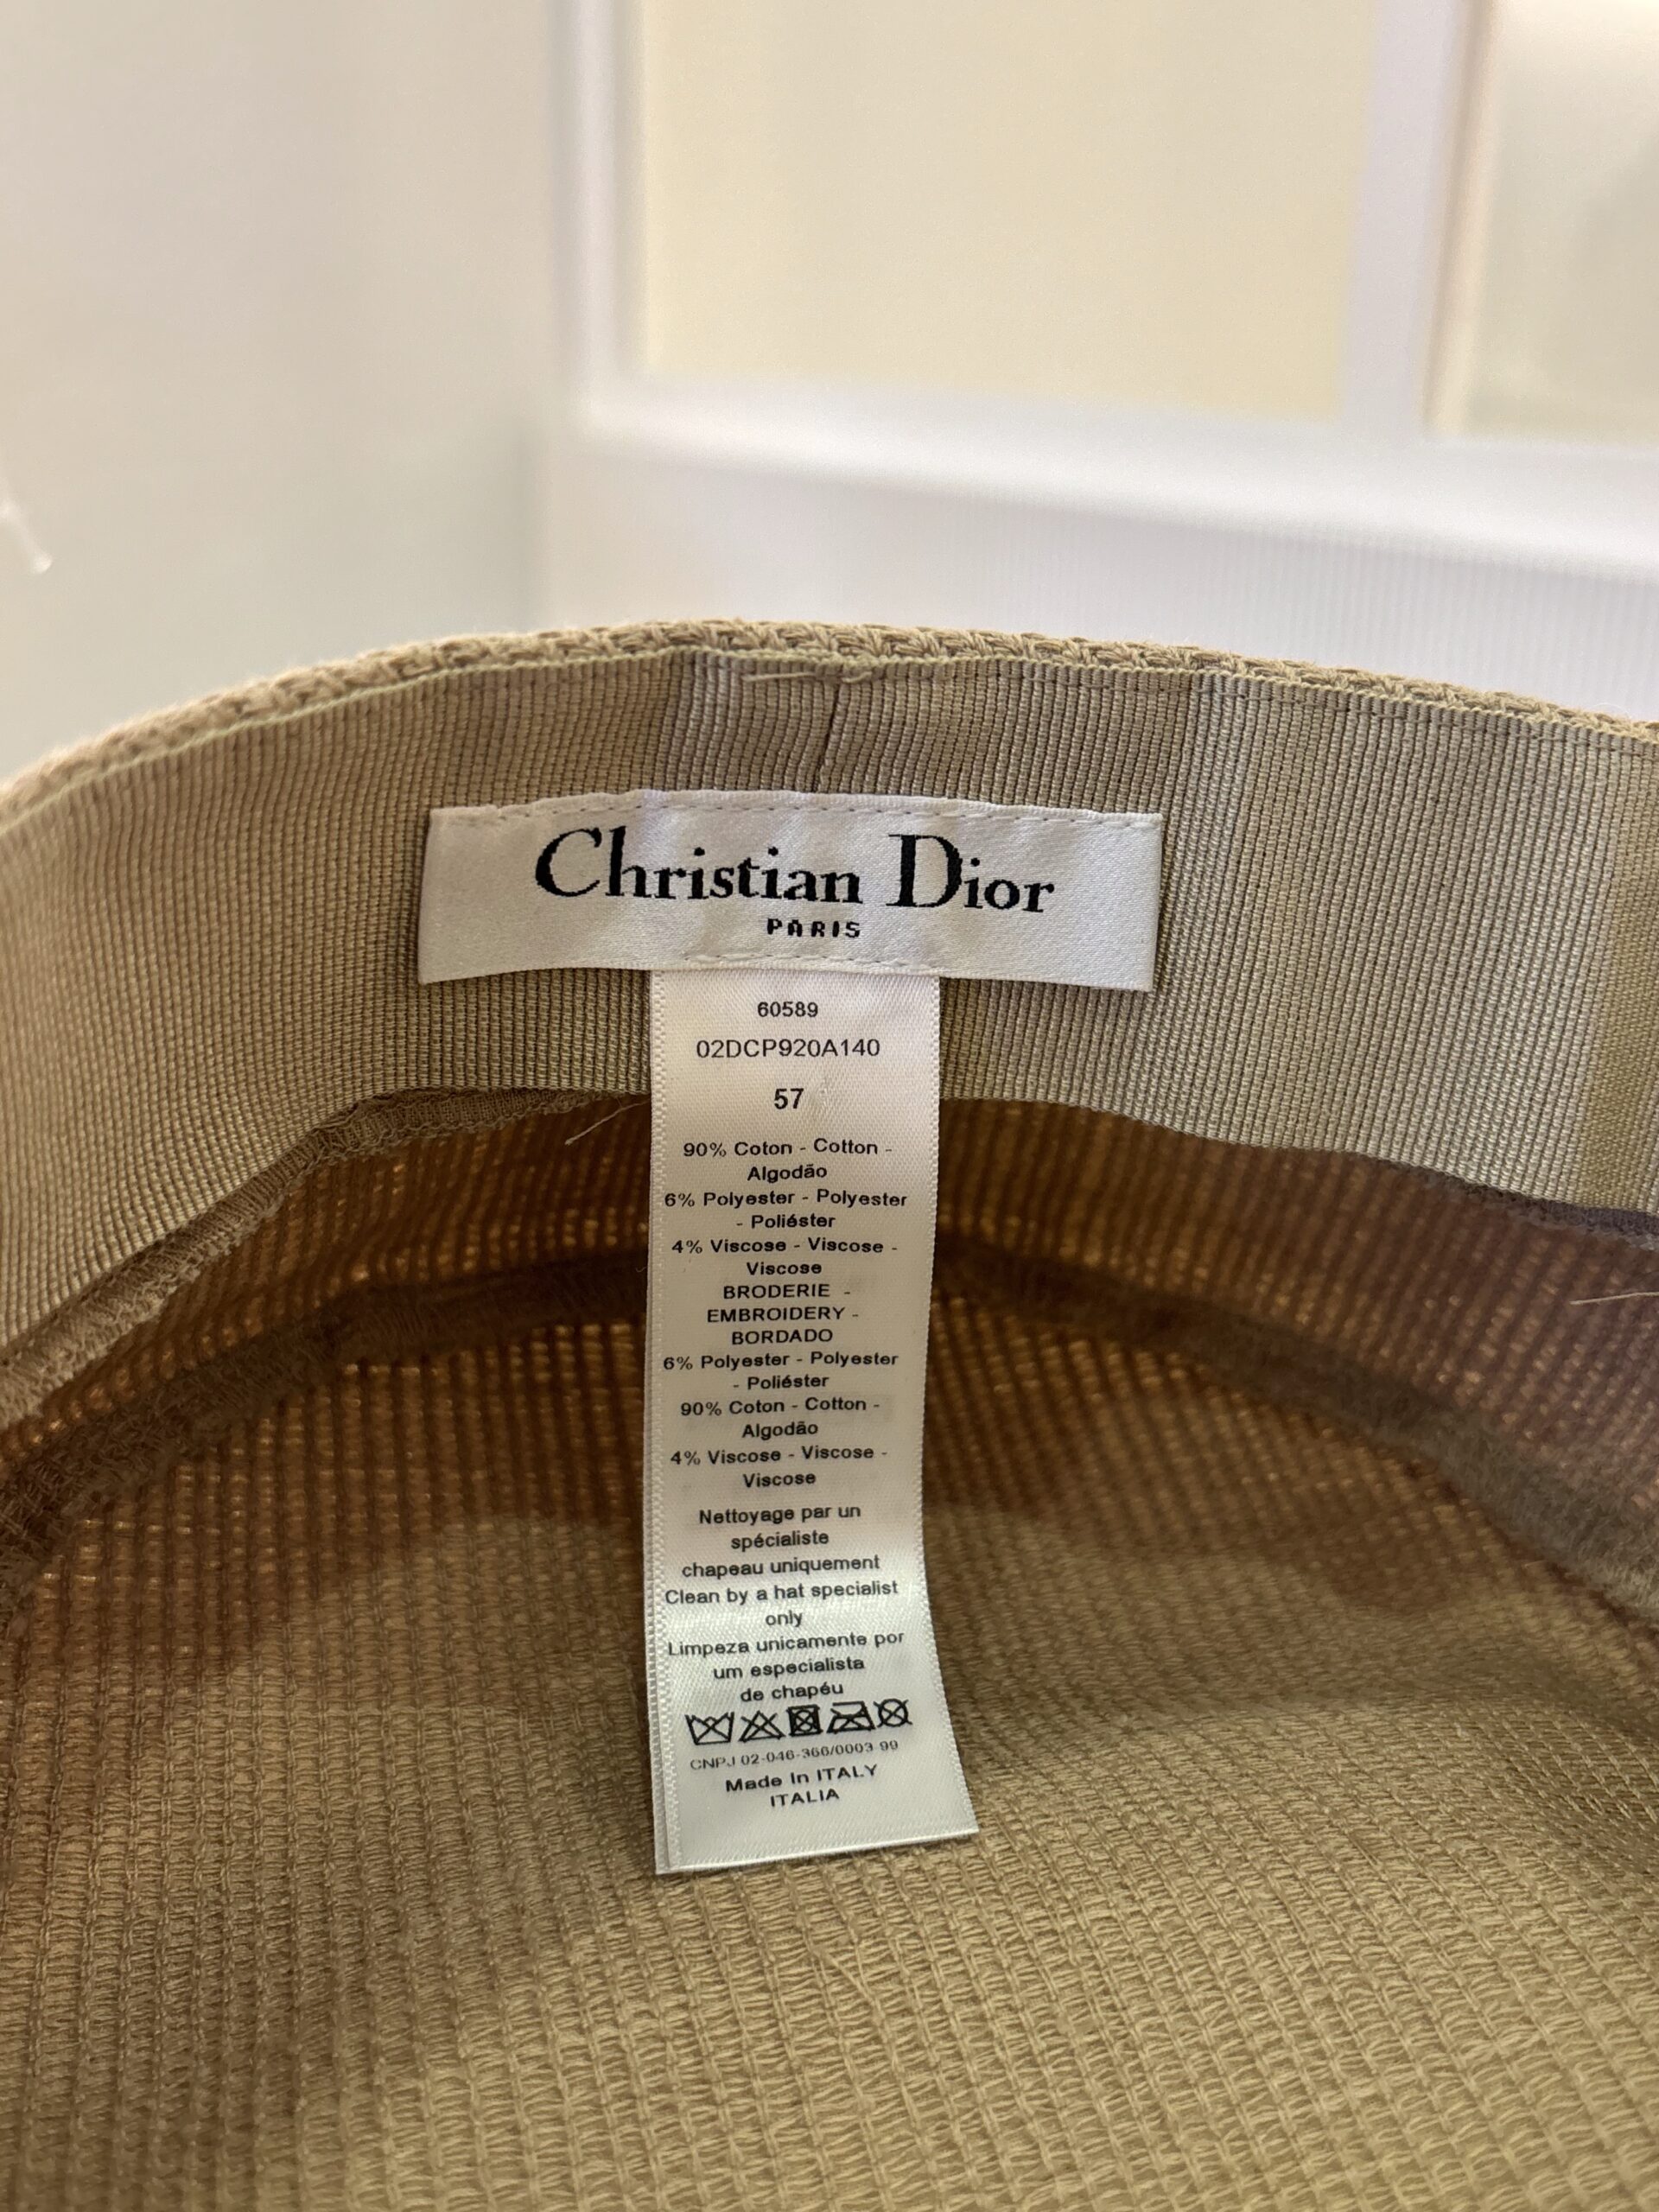 Christian Dior
PARIS
60589
02DCP920A140
57
90% Coton - Cotton -
Algodão
6% Polyester - Polyester
- Poliéster
4% Viscose - Viscose -
Viscose
BRODERIE -
EMBROIDERY -
BORDADO
6% Polyester - Polyester
- Poliéster
90% Coton - Cotton -
Algodão
4% Viscose - Viscose -
Viscose
Nettoyage par un
spécialiste
chapeau uniquement
Clean by a hat specialist
only
Limpeza unicamente por
um especialista
de chapéu
CNPJ 02-046-366/0003-99
Made In ITALY
ITALIA